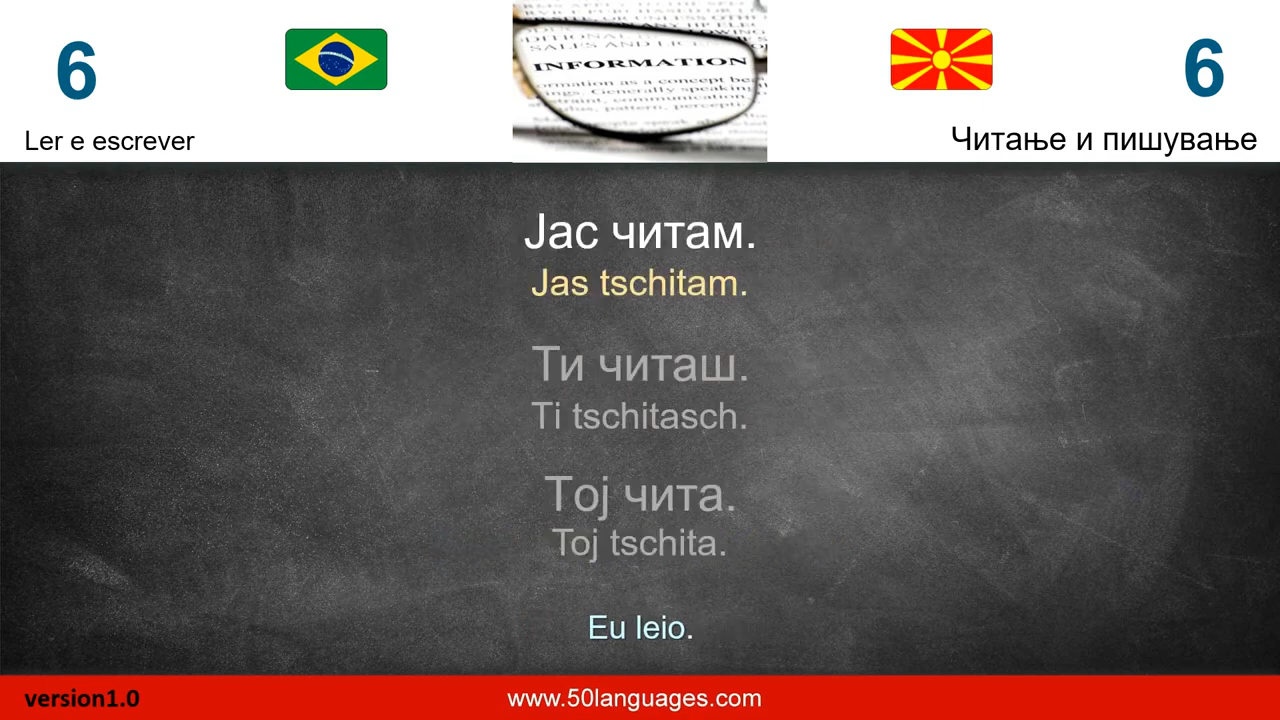 6
6
Ler e escrever
Читање и пишување
INFORMATION
Јас читам.
Jas tschitam.
Ти читаш.
Ti tschitasch.
Тој чита.
Toj tschita.
Eu leio.
version1.0
www.50languages.com